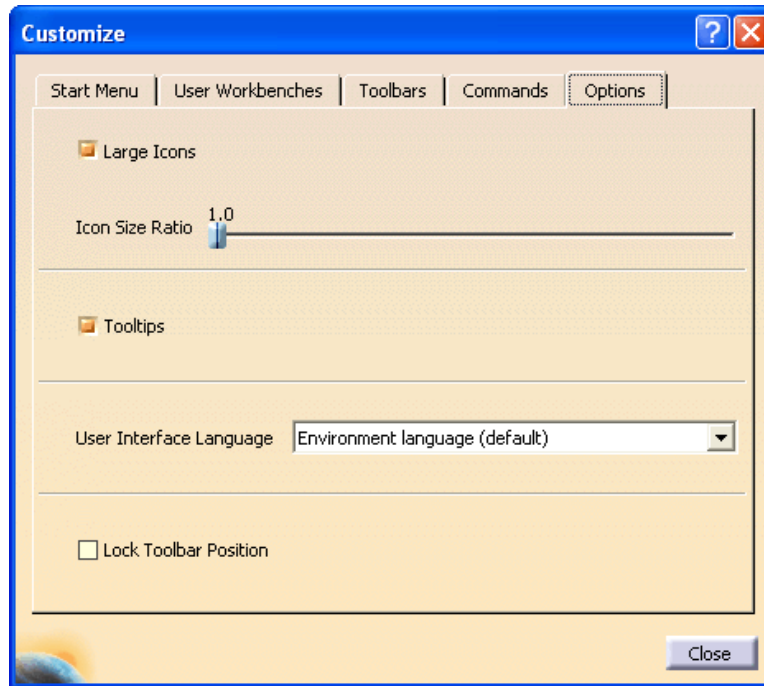 Customize
Start Menu User Workbenches Toolbars Commands Options
Large Icons
1.0
Icon Size Ratio
Tooltips
User Interface Language Environment language (default)
Lock Toolbar Position
Close